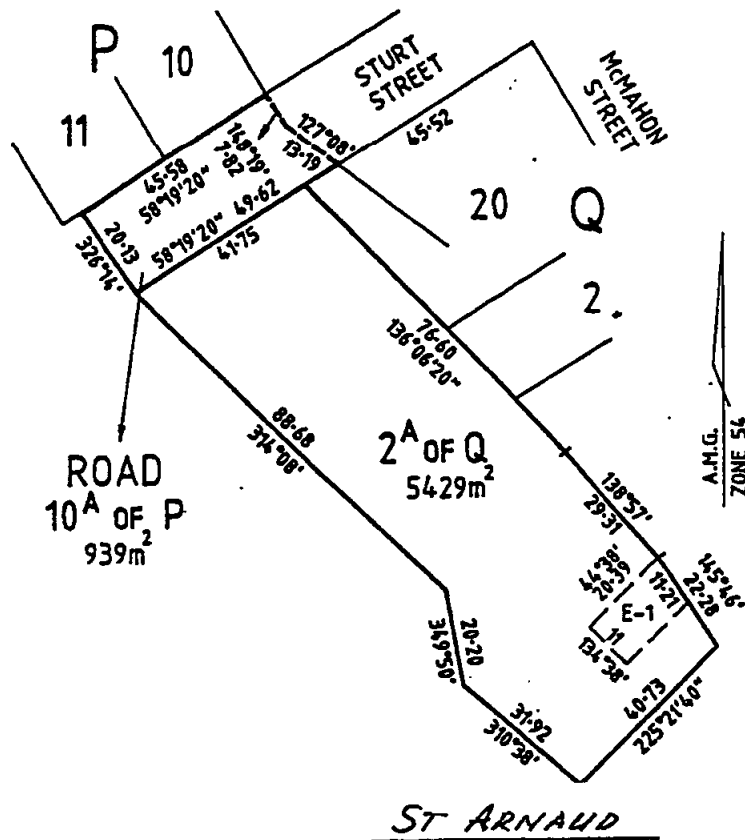 P
10
11
STURT
STREET
McMAHON
STREET
127°08'
13·19
148°19'
7·82
45·52
45·58
58°19'20"
20·13
326°14'
58°19'20" 49·62
41·75
20 Q
2
76·60
136°06'20"
88·68
314°08'
2ᴬ OF Q
5429m²
ROAD
10ᴬ OF P
939m²
A.M.G.
ZONE 54
138°57'
29·31
44°38'
20·39
11·21
145°46'
22·28
E-1
11
134°38'
20·20
349°50'
40·73
225°21'40"
31·92
310°38'
ST ARNAUD